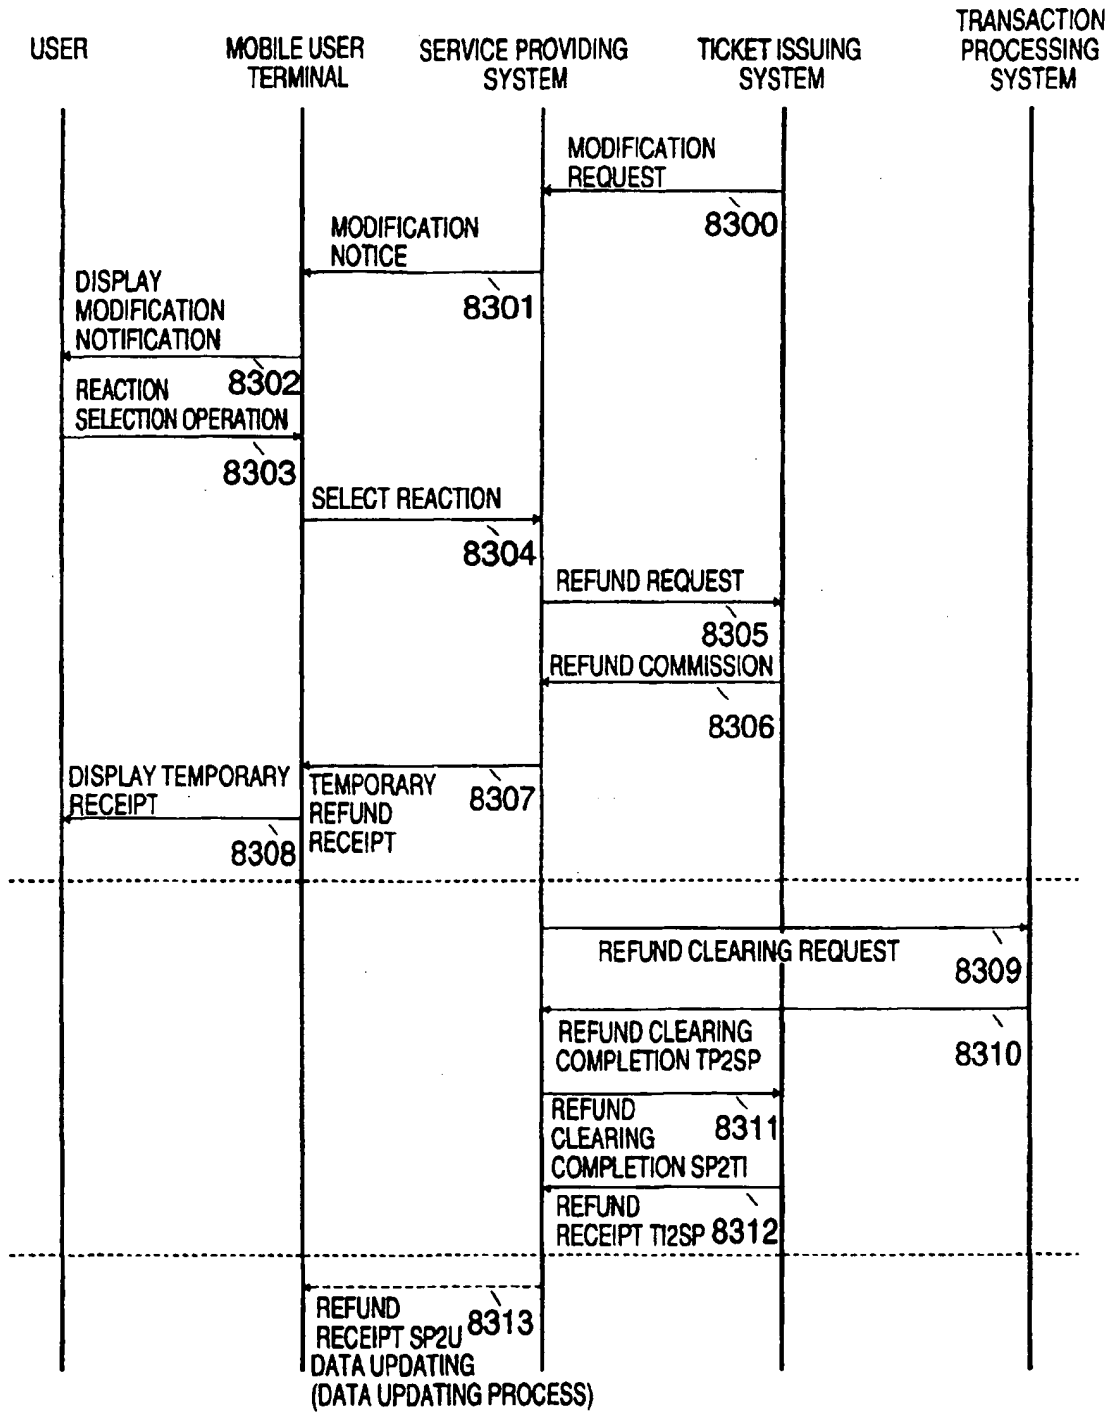 USER
MOBILE USER
TERMINAL
SERVICE PROVIDING
SYSTEM
TICKET ISSUING
SYSTEM
TRANSACTION
PROCESSING
SYSTEM
MODIFICATION
REQUEST
8300
MODIFICATION
NOTICE
8301
DISPLAY
MODIFICATION
NOTIFICATION
8302
REACTION
SELECTION OPERATION
8303
SELECT REACTION
8304
REFUND REQUEST
8305
REFUND COMMISSION
8306
TEMPORARY
REFUND
RECEIPT
8307
DISPLAY TEMPORARY
RECEIPT
8308
REFUND CLEARING REQUEST
8309
REFUND CLEARING
COMPLETION TP2SP
8310
REFUND
CLEARING
COMPLETION SP2TI
8311
REFUND
RECEIPT TI2SP
8312
REFUND
RECEIPT SP2U
8313
DATA UPDATING
(DATA UPDATING PROCESS)